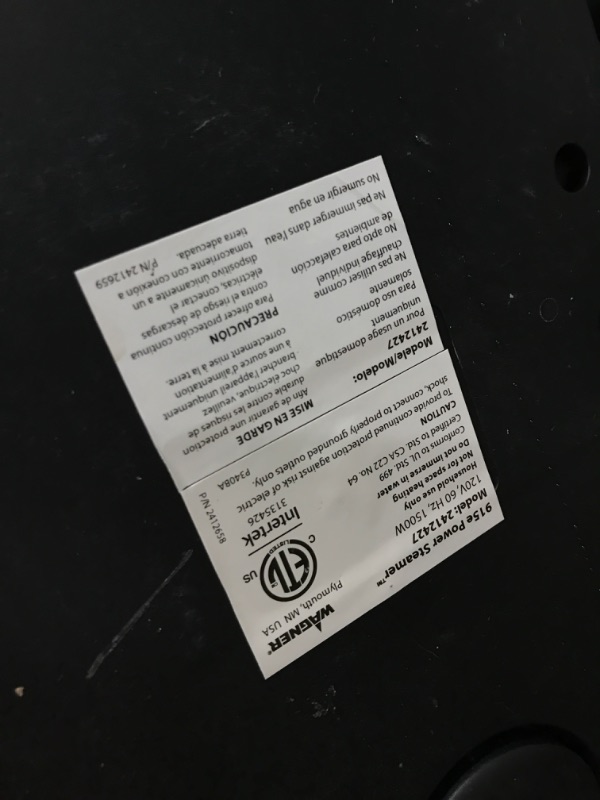 915e Power Steamer™
Model: 2412427
120V, 60 Hz, 1500W
Household use only
Not for space heating
Do not immerse in water
Conforms to UL Std. 499
Certified to Std. CSA C22 No. 64
CAUTION
To provide continued protection against risk of electric
shock, connect to properly grounded outlets only.
WAGNER®
Plymouth, MN USA
ETL
LISTED
C US
Intertek
3135426
P3408A
P/N 2412658
Modele/Modelo:
2412427
Pour un usage domestique
uniquement
Para uso doméstico
solamente
Ne pas utiliser comme
chauffage individuel
No apto para calefacción
de ambientes
Ne pas immerger dans l'eau
No sumergir en agua
MISE EN GARDE
Afin de garantir une protection
durable contre les risques de
choc électrique, veuillez
brancher l'appareil uniquement
à une source d'alimentation
correctement mise à la terre.
PRECAUCIÓN
Para ofrecer protección continua
contra el riesgo de descargas
eléctricas, conectar el
dispositivo únicamente a un
tomacorriente con conexión a
tierra adecuada.
P/N 2412659